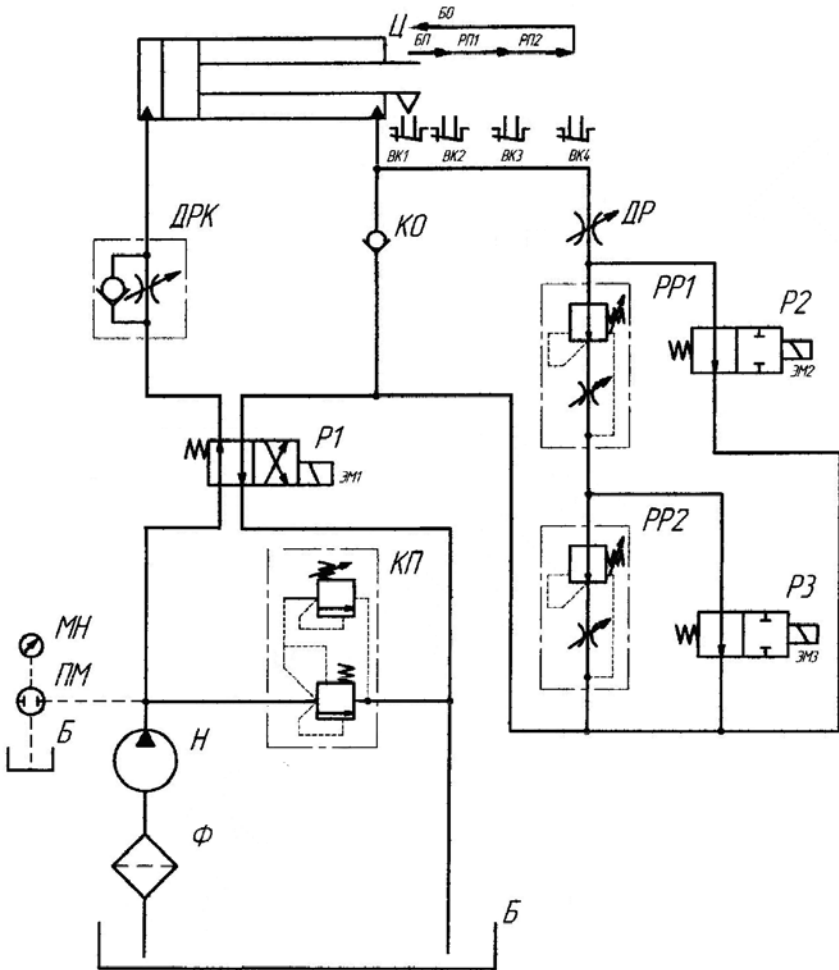 Ц
БО
БП РП1 РП2
ВК1 ВК2 ВК3 ВК4
ДРК
КО
ДР
РР1
Р2
ЭМ2
Р1
ЭМ1
КП
РР2
Р3
ЭМ3
МН
ПМ
Б
Н
Ф
Б